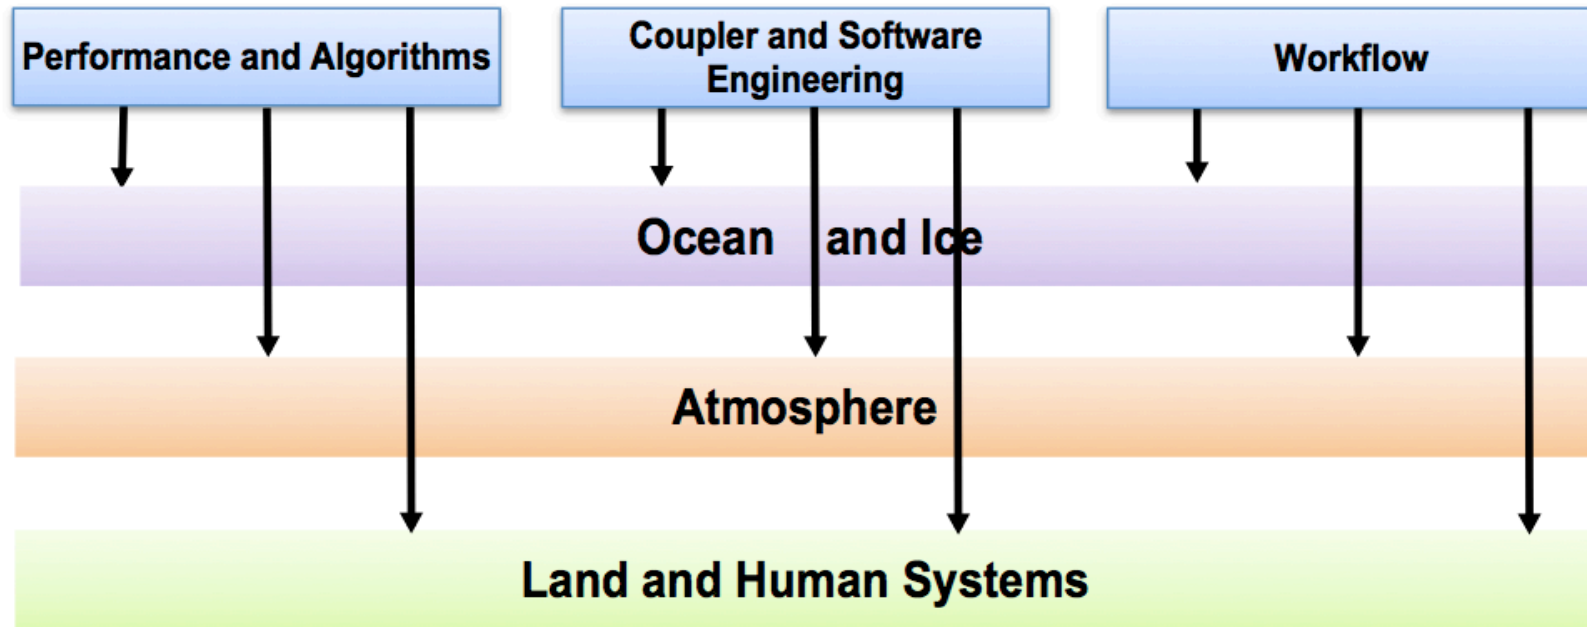 Performance and Algorithms
Coupler and Software
Engineering
Workflow
Ocean and Ice
Atmosphere
Land and Human Systems